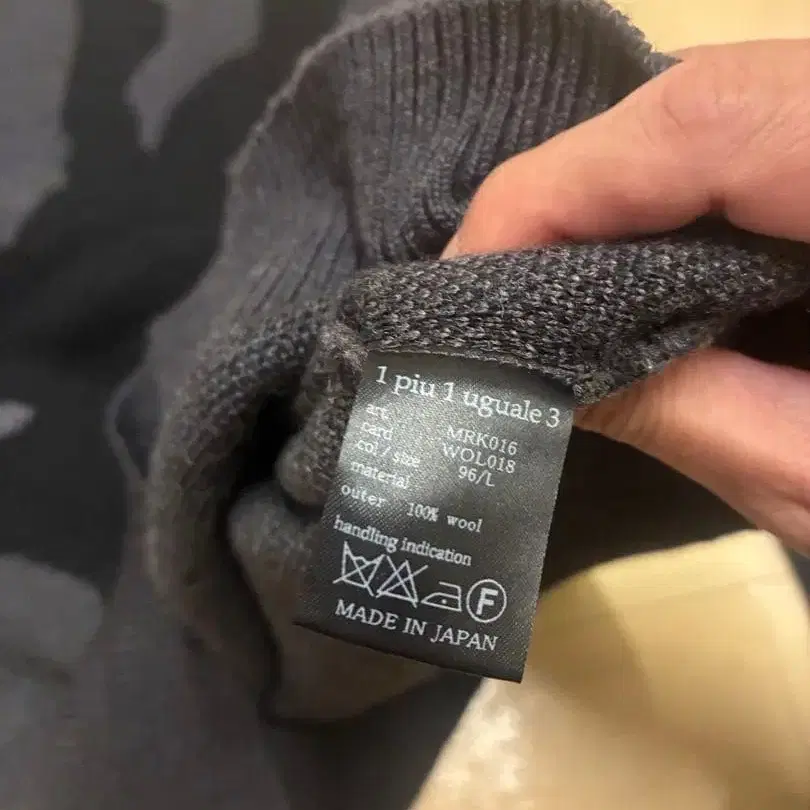 1 piu 1 uguale 3
art. MRK016
card WOL018
col / size 96/L
material
outer 100% wool
handling indication
F
MADE IN JAPAN